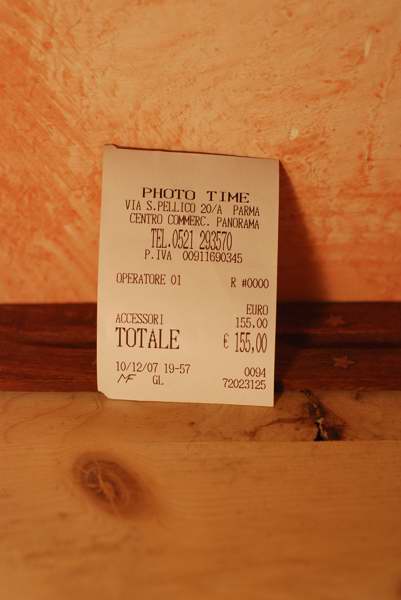 PHOTO TIME
VIA S.PELLICO 20/A PARMA
CENTRO COMMERC. PANORAMA
TEL.0521 293570
P.IVA 00911690345
OPERATORE 01 R #0000
EURO
ACCESSORI 155,00
TOTALE € 155,00
10/12/07 19-57 0094
MF GL 72023125